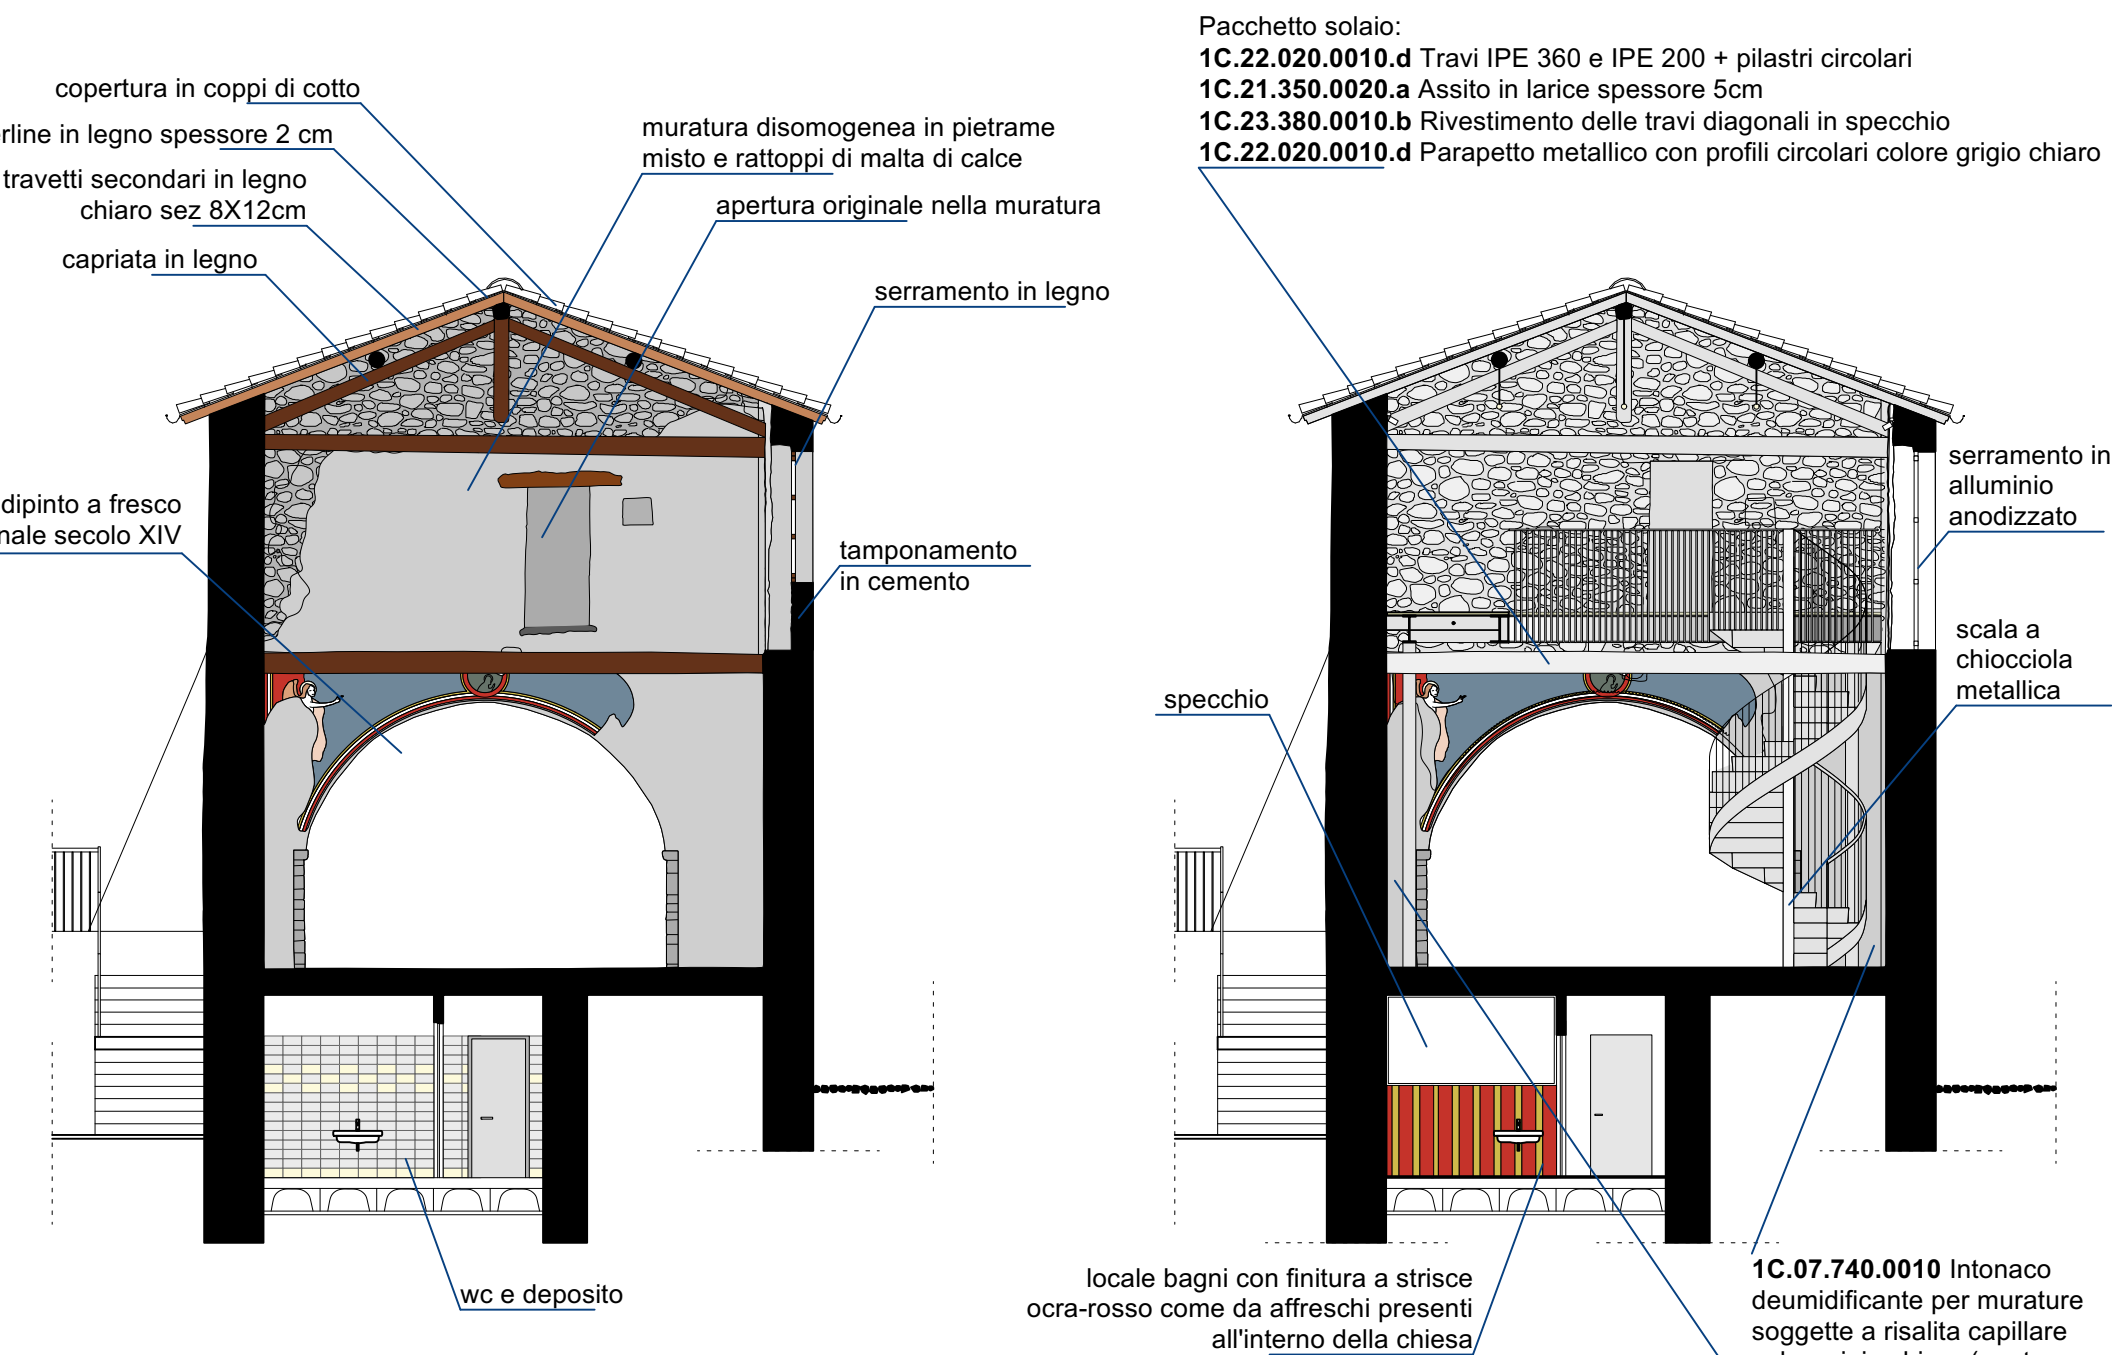 copertura in coppi di cotto
in legno spessore 2 cm
travetti secondari in legno
chiaro sez 8X12cm
capriata in legno
dipinto a fresco
secolo XIV
muratura disomogenea in pietrame
misto e rattoppi di malta di calce
apertura originale nella muratura
serramento in legno
tamponamento
in cemento
wc e deposito
Pacchetto solaio:
1C.22.020.0010.d Travi IPE 360 e IPE 200 + pilastri circolari
1C.21.350.0020.a Assito in larice spessore 5cm
1C.23.380.0010.b Rivestimento delle travi diagonali in specchio
1C.22.020.0010.d Parapetto metallico con profili circolari colore grigio chiaro
serramento in
alluminio
anodizzato
scala a
chiocciola
metallica
specchio
locale bagni con finitura a strisce
ocra-rosso come da affreschi presenti
all'interno della chiesa
1C.07.740.0010 Intonaco
deumidificante per murature
soggette a risalita capillare